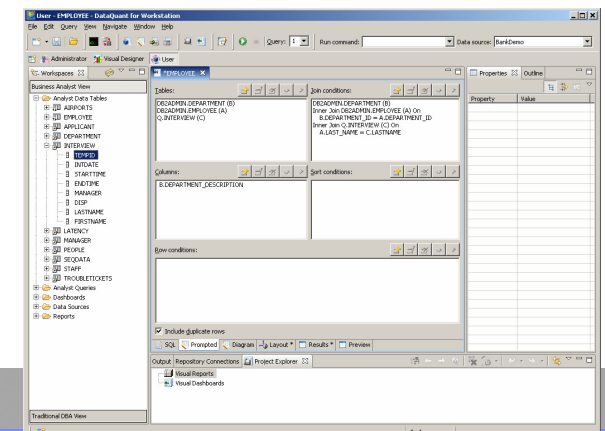 User - EMPLOYEE - DataQuant for Workstation
File Edit Query View Navigate Window Help
Query: 1 Run command: Data source: BankDemo
Administrator Visual Designer User
Workspaces
Business Analyst View
Analyst Data Tables
AIRPORTS
EMPLOYEE
APPLICANT
DEPARTMENT
INTERVIEW
TEMPID
INTDATE
STARTTIME
ENDTIME
MANAGER
DISP
LASTNAME
FIRSTNAME
LATENCY
MANAGER
PEOPLE
SEQDATA
STAFF
TROUBLETICKETS
Analyst Queries
Dashboards
Data Sources
Reports
Traditional DBA View
*EMPLOYEE
Tables:
DB2ADMIN.DEPARTMENT (B)
DB2ADMIN.EMPLOYEE (A)
Q.INTERVIEW (C)
Join conditions:
DB2ADMIN.DEPARTMENT (B)
Inner Join DB2ADMIN.EMPLOYEE (A) On
B.DEPARTMENT_ID = A.DEPARTMENT_ID
Inner Join Q.INTERVIEW (C) On
A.LAST_NAME = C.LASTNAME
Columns:
B.DEPARTMENT_DESCRIPTION
Sort conditions:
Row conditions:
Include duplicate rows
SQL Prompted Diagram Layout * Results * Preview
Properties Outline
Property Value
Output Repository Connections Project Explorer
Visual Reports
Visual Dashboards